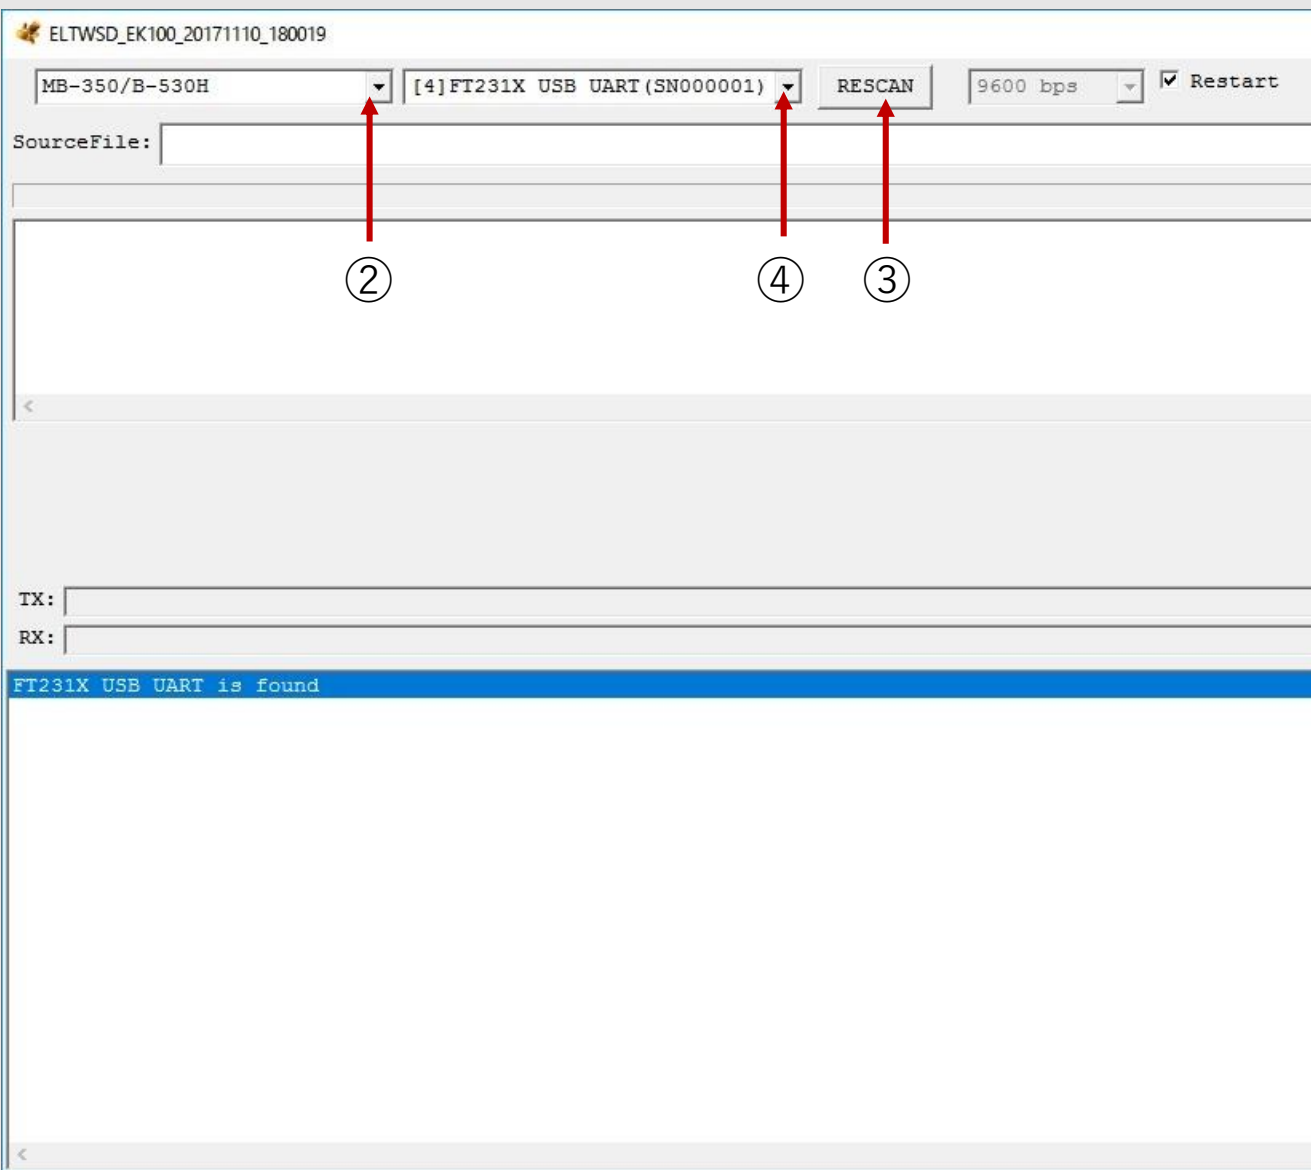 ELTWSD_EK100_20171110_180019
MB-350/B-530H [4]FT231X USB UART(SN000001) RESCAN 9600 bps Restart
SourceFile:
② ④ ③
TX:
RX:
FT231X USB UART is found